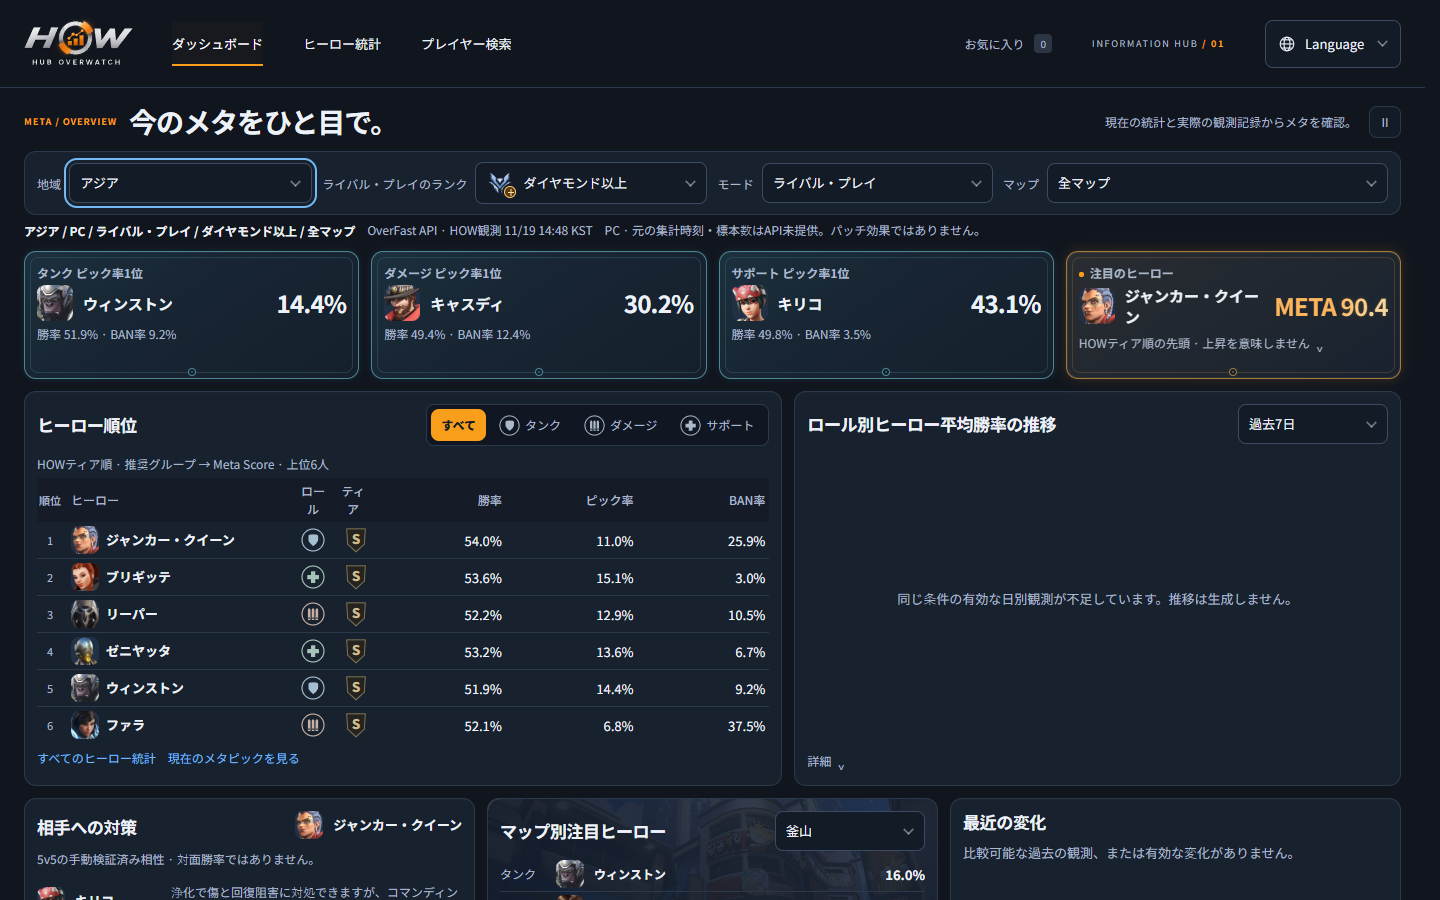 HOW
HUB OVERWATCH
ダッシュボード
ヒーロー統計
プレイヤー検索
お気に入り 0
INFORMATION HUB / 01
Language
META / OVERVIEW
今のメタをひと目で。
現在の統計と実際の観測記録からメタを確認。
地域
アジア
ライバル・プレイのランク
ダイヤモンド以上
モード
ライバル・プレイ
マップ
全マップ
アジア / PC / ライバル・プレイ / ダイヤモンド以上 / 全マップ
OverFast API · HOW観測 11/19 14:48 KST
PC · 元の集計時刻・標本数はAPI未提供。パッチ効果ではありません。
タンク ピック率1位
ウィンストン
14.4%
勝率 51.9% · BAN率 9.2%
ダメージ ピック率1位
キャスディ
30.2%
勝率 49.4% · BAN率 12.4%
サポート ピック率1位
キリコ
43.1%
勝率 49.8% · BAN率 3.5%
注目のヒーロー
ジャンカー・クイー
ン
META 90.4
HOWティア順の先頭 · 上昇を意味しません
ヒーロー順位
すべて
タンク
ダメージ
サポート
HOWティア順 · 推奨グループ → Meta Score · 上位6人
順位 ヒーロー ロー ティ 勝率 ピック率 BAN率
ル ア
1 ジャンカー・クイーン S 54.0% 11.0% 25.9%
2 ブリギッテ S 53.6% 15.1% 3.0%
3 リーパー S 52.2% 12.9% 10.5%
4 ゼニヤッタ S 53.2% 13.6% 6.7%
5 ウィンストン S 51.9% 14.4% 9.2%
6 ファラ S 52.1% 6.8% 37.5%
すべてのヒーロー統計 現在のメタピックを見る
ロール別ヒーロー平均勝率の推移
過去7日
同じ条件の有効な日別観測が不足しています。推移は生成しません。
詳細
相手への対策
ジャンカー・クイーン
5v5の手動検証済み相性 · 対面勝率ではありません。
キリコ
浄化で傷と回復阻害に対処できますが、コマンディン
マップ別注目ヒーロー
釜山
タンク
ウィンストン
16.0%
最近の変化
比較可能な過去の観測、または有効な変化がありません。